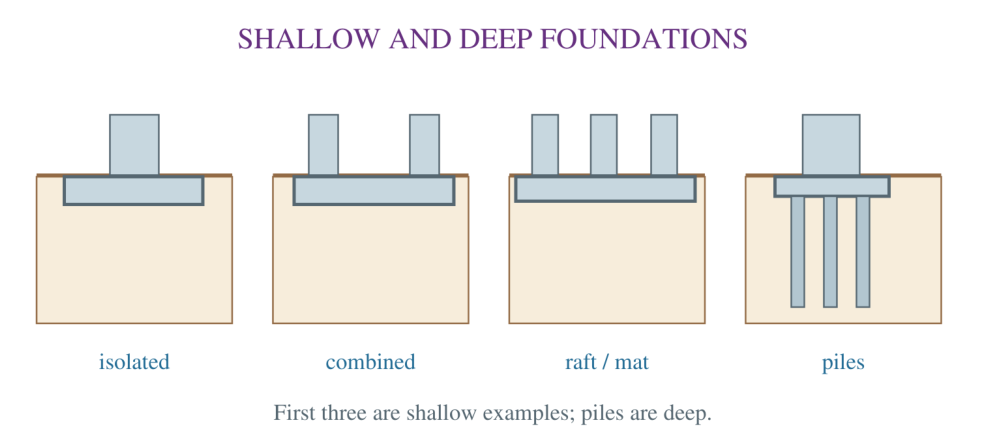 SHALLOW AND DEEP FOUNDATIONS
isolated
combined
raft / mat
piles
First three are shallow examples; piles are deep.